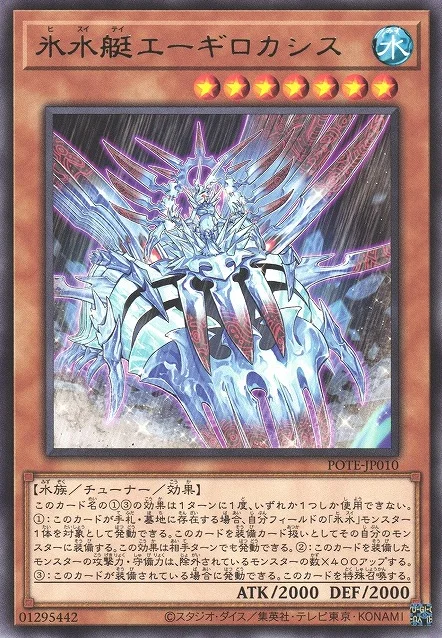 氷水艇エーギロカシス
水
POTE-JP010
【水族／チューナー／効果】
このカード名の①③の効果は１ターンに１度、いずれか１つしか使用できない。
①：このカードが手札・墓地に存在する場合、自分フィールドの「氷水」モンスター
１体を対象として発動できる。このカードを装備カード扱いとしてその自分のモン
スターに装備する。この効果は相手ターンでも発動できる。②：このカードを装備した
モンスターの攻撃力・守備力は、除外されているモンスターの数×４００アップする。
③：このカードが装備されている場合に発動できる。このカードを特殊召喚する。
ATK/2000 DEF/2000
01295442 ©スタジオ・ダイス／集英社・テレビ東京・KONAMI